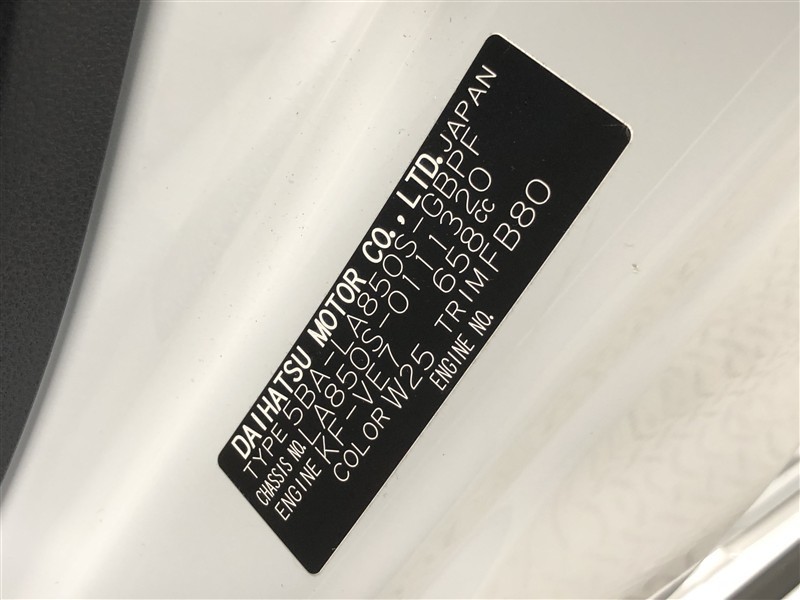 DAIHATSU MOTOR CO., LTD. JAPAN
TYPE 5BA-LA850S-GBPF
CHASSIS NO. LA850S-0111320
ENGINE KF-VE7 658cc
COLOR W25 TRIM FB80
ENGINE NO.